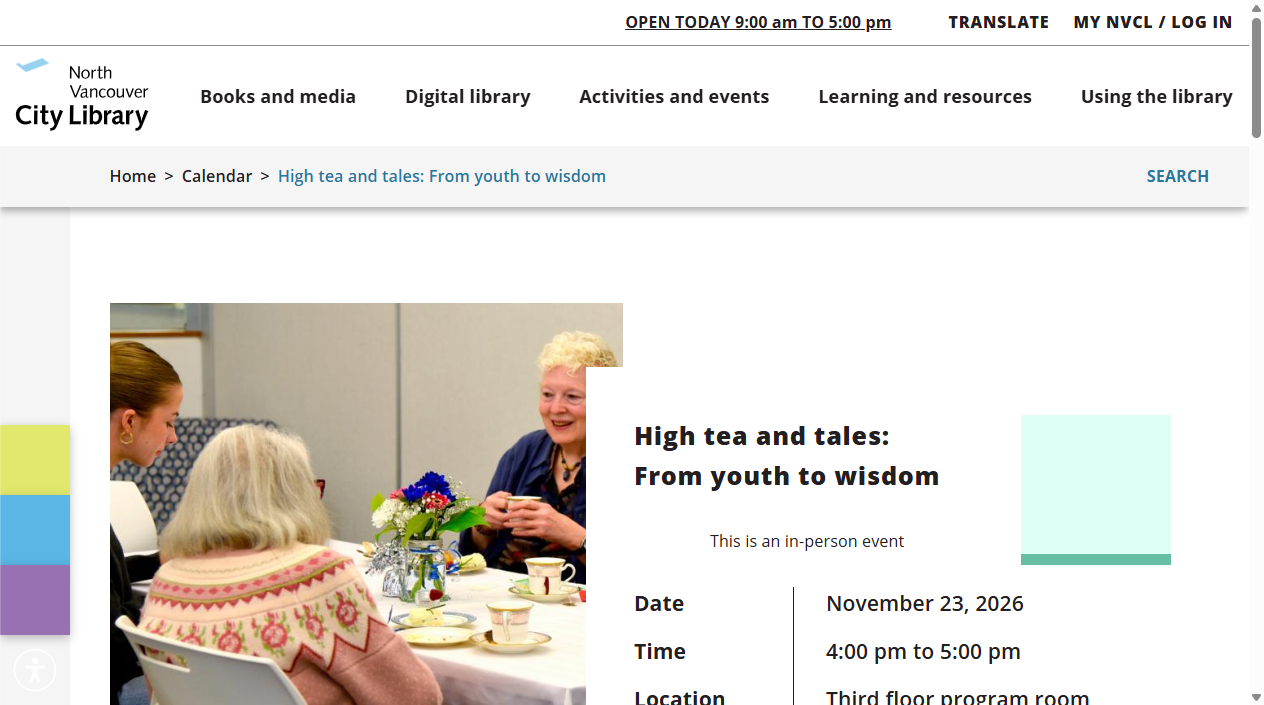 OPEN TODAY 9:00 am TO 5:00 pm
TRANSLATE
MY NVCL / LOG IN
North
Vancouver
City Library
Books and media
Digital library
Activities and events
Learning and resources
Using the library
Home > Calendar > High tea and tales: From youth to wisdom
SEARCH
High tea and tales:
From youth to wisdom
This is an in-person event
Date
November 23, 2026
Time
4:00 pm to 5:00 pm
Location
Third floor program room